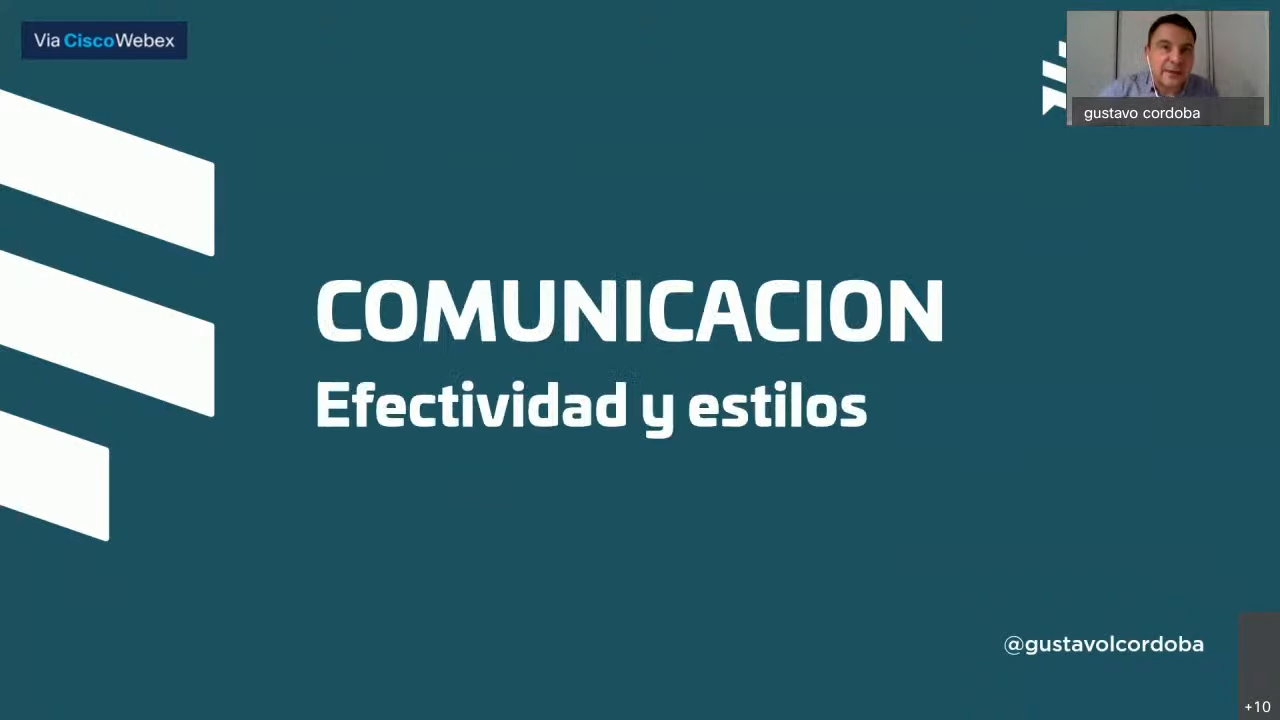 Via CiscoWebex
gustavo cordoba
COMUNICACION
Efectividad y estilos
@gustavolcordoba
+10